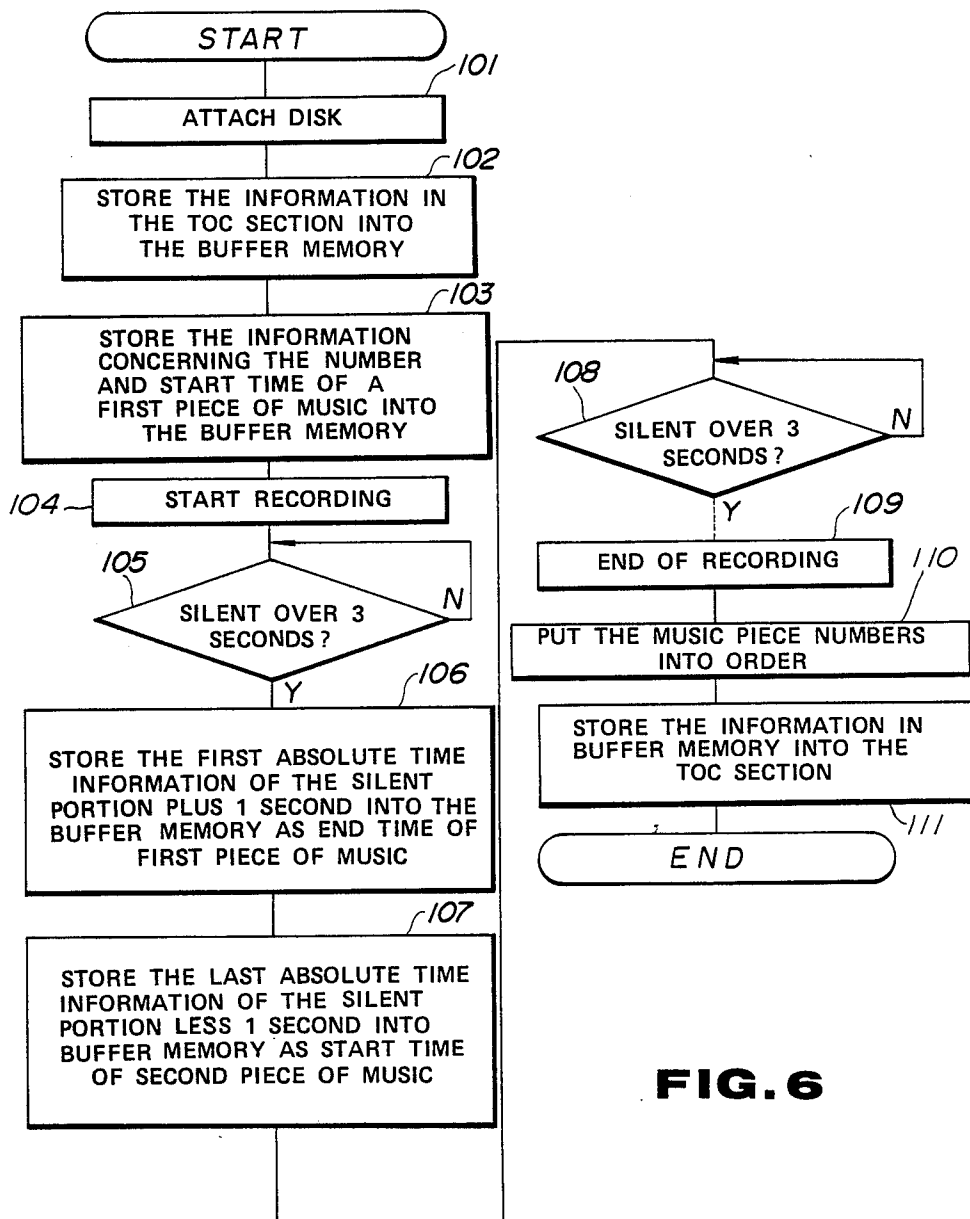 START
101
ATTACH DISK
102
STORE THE INFORMATION IN
THE TOC SECTION INTO
THE BUFFER MEMORY
103
STORE THE INFORMATION
CONCERNING THE NUMBER
AND START TIME OF A
FIRST PIECE OF MUSIC INTO
THE BUFFER MEMORY
104
START RECORDING
105
SILENT OVER 3
SECONDS?
N
Y
106
STORE THE FIRST ABSOLUTE TIME
INFORMATION OF THE SILENT
PORTION PLUS 1 SECOND INTO THE
BUFFER MEMORY AS END TIME OF
FIRST PIECE OF MUSIC
107
STORE THE LAST ABSOLUTE TIME
INFORMATION OF THE SILENT
PORTION LESS 1 SECOND INTO
BUFFER MEMORY AS START TIME
OF SECOND PIECE OF MUSIC
108
SILENT OVER 3
SECONDS?
N
Y
109
END OF RECORDING
110
PUT THE MUSIC PIECE NUMBERS
INTO ORDER
STORE THE INFORMATION IN
BUFFER MEMORY INTO THE
TOC SECTION
111
END
FIG. 6